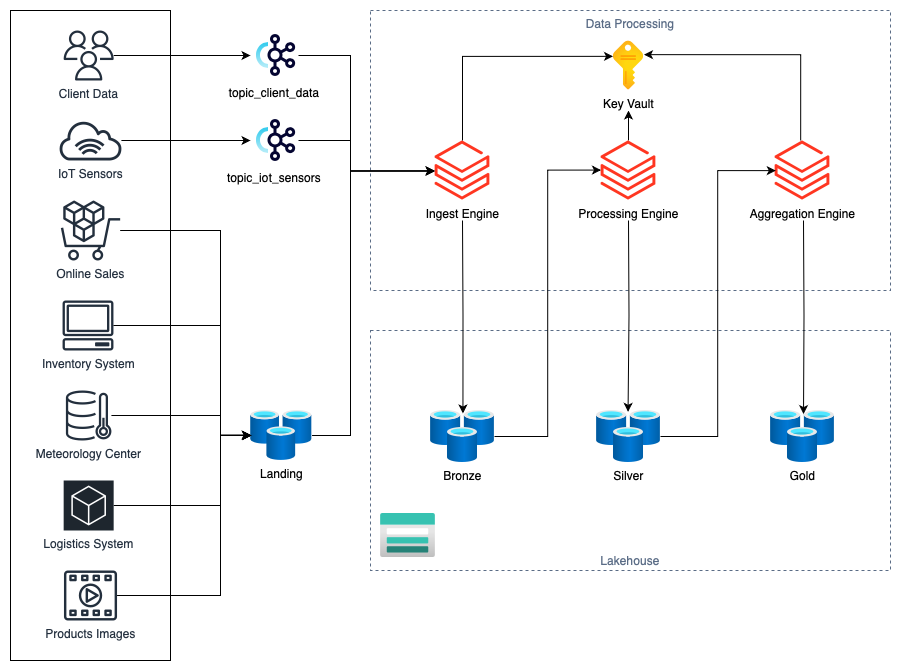 Data Processing
Client Data
topic_client_data
Key Vault
IoT Sensors
topic_iot_sensors
Ingest Engine
Processing Engine
Aggregation Engine
Online Sales
Inventory System
Meteorology Center
Landing
Bronze
Silver
Gold
Logistics System
Lakehouse
Products Images